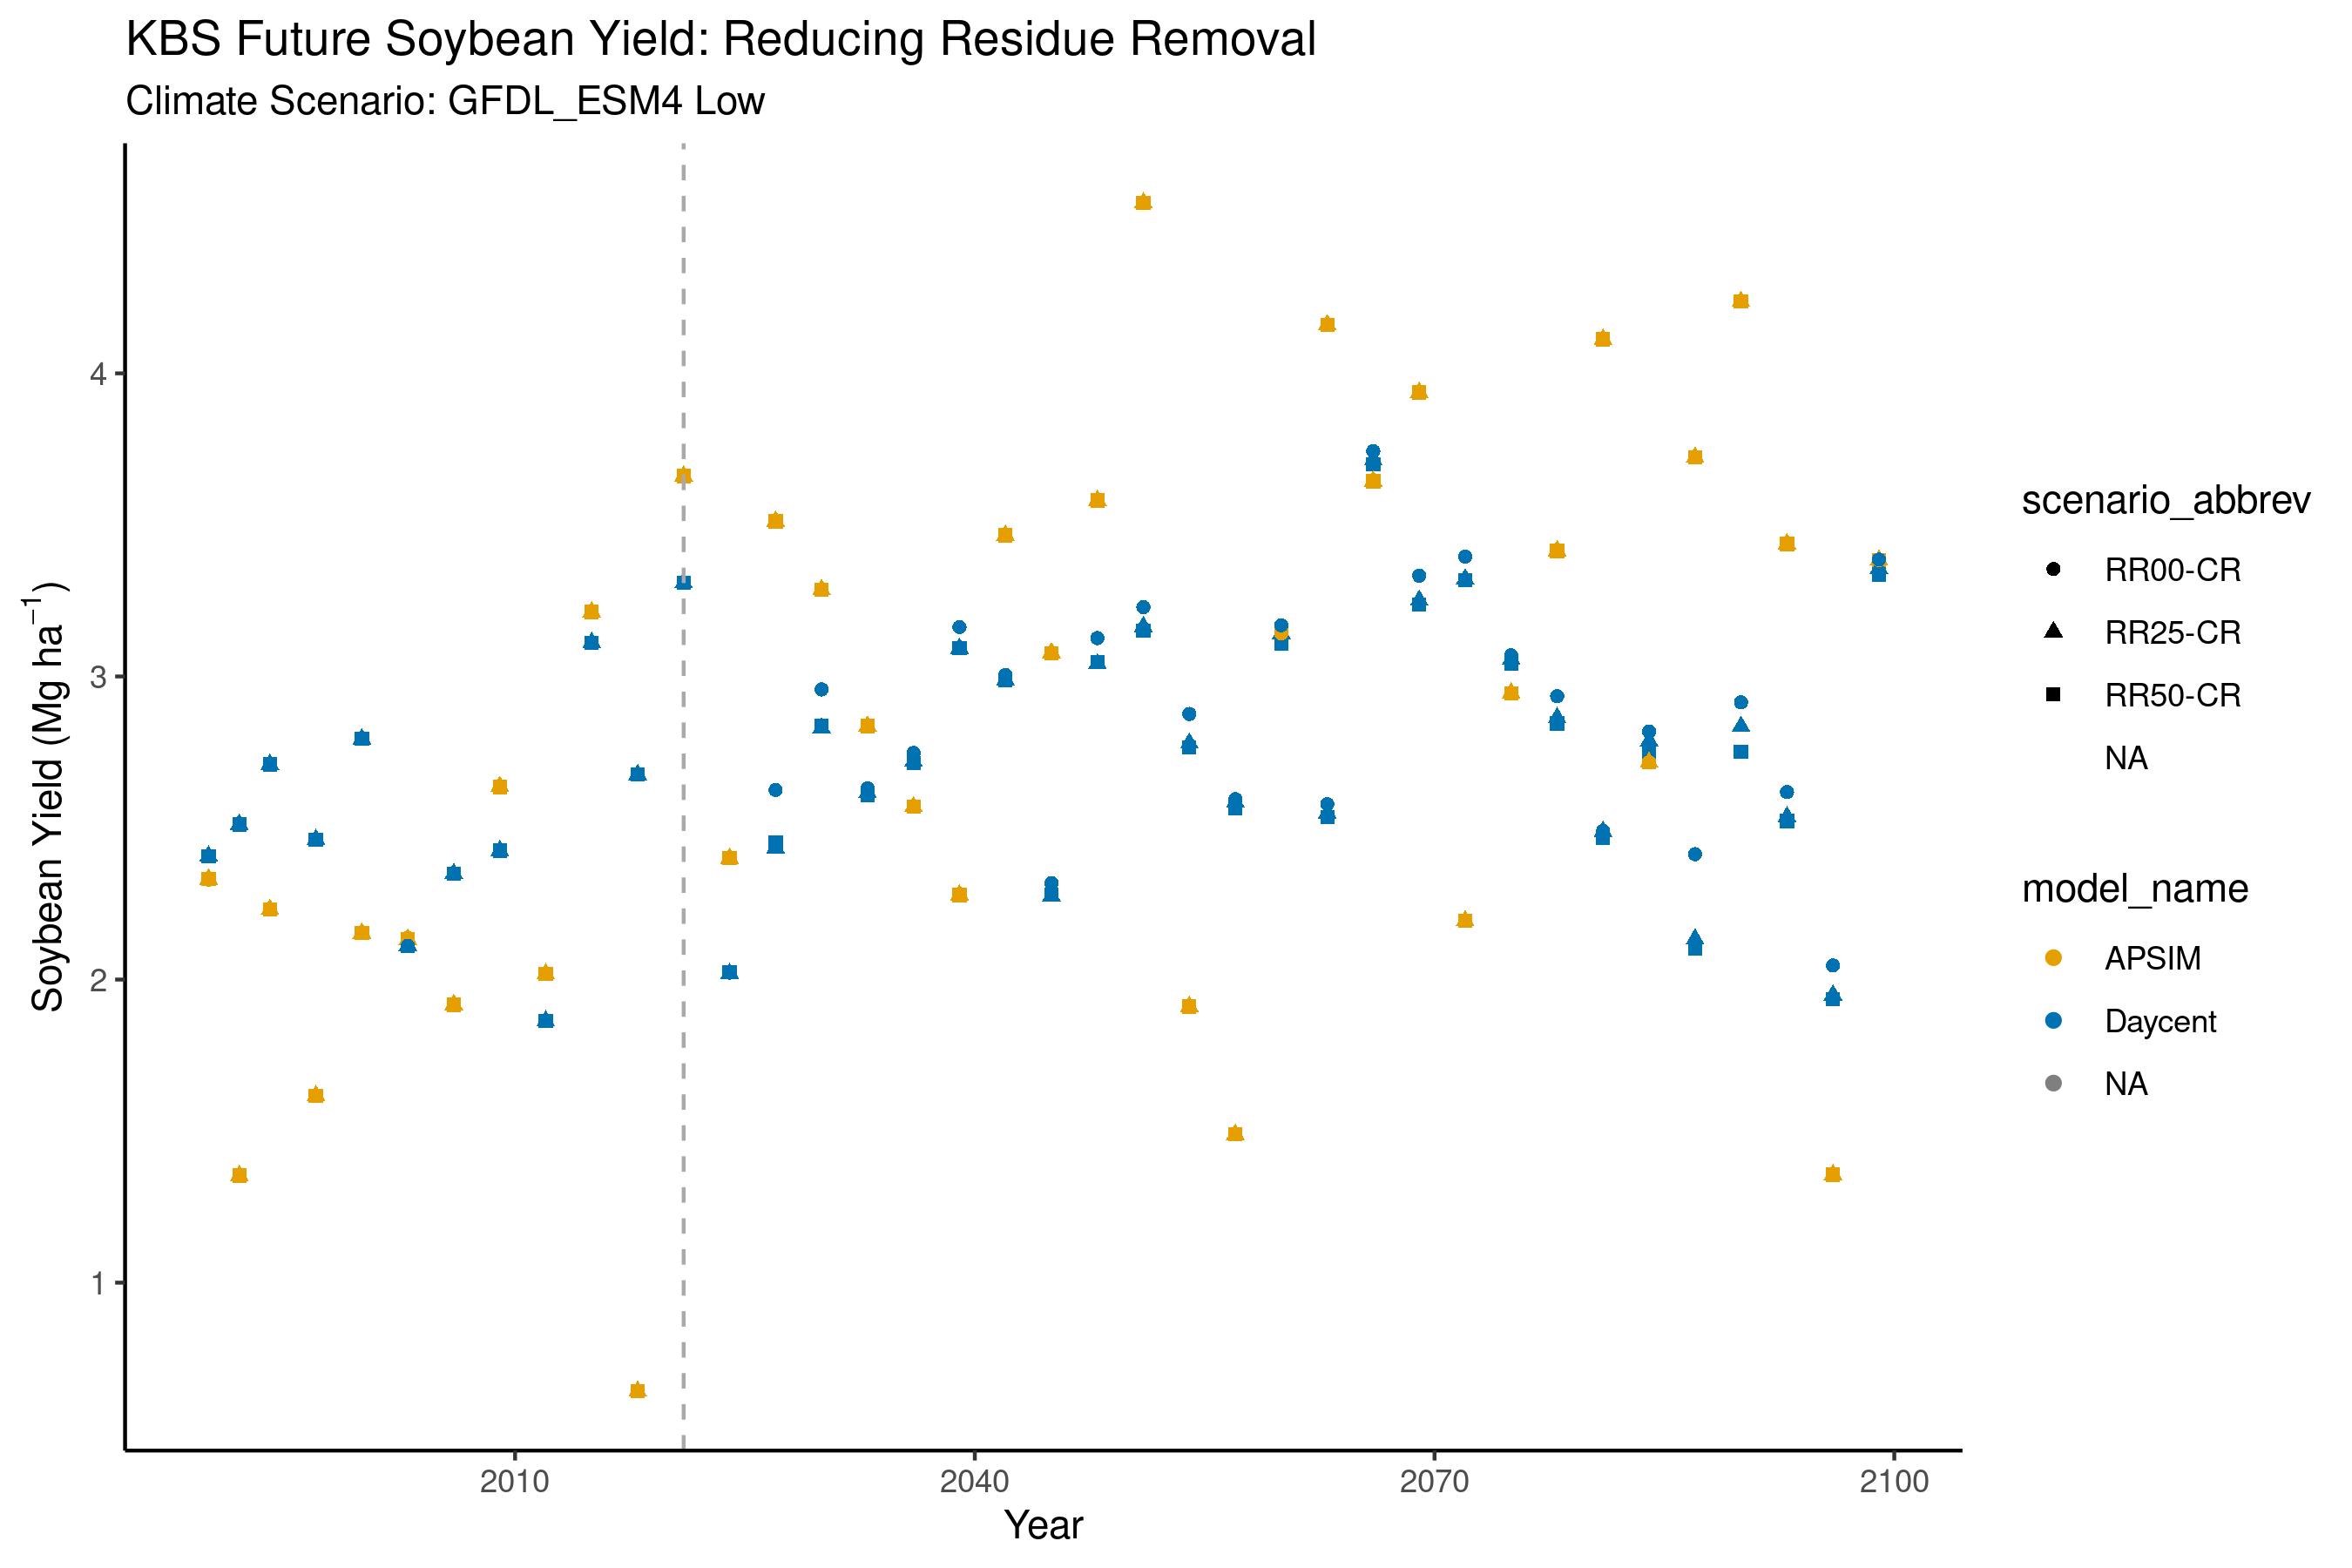 KBS Future Soybean Yield: Reducing Residue Removal
Climate Scenario: GFDL_ESM4 Low
Soybean Yield (Mg ha⁻¹)
4
3
2
1
2010
2040
2070
2100
Year
scenario_abbrev
RR00-CR
RR25-CR
RR50-CR
NA
model_name
APSIM
Daycent
NA